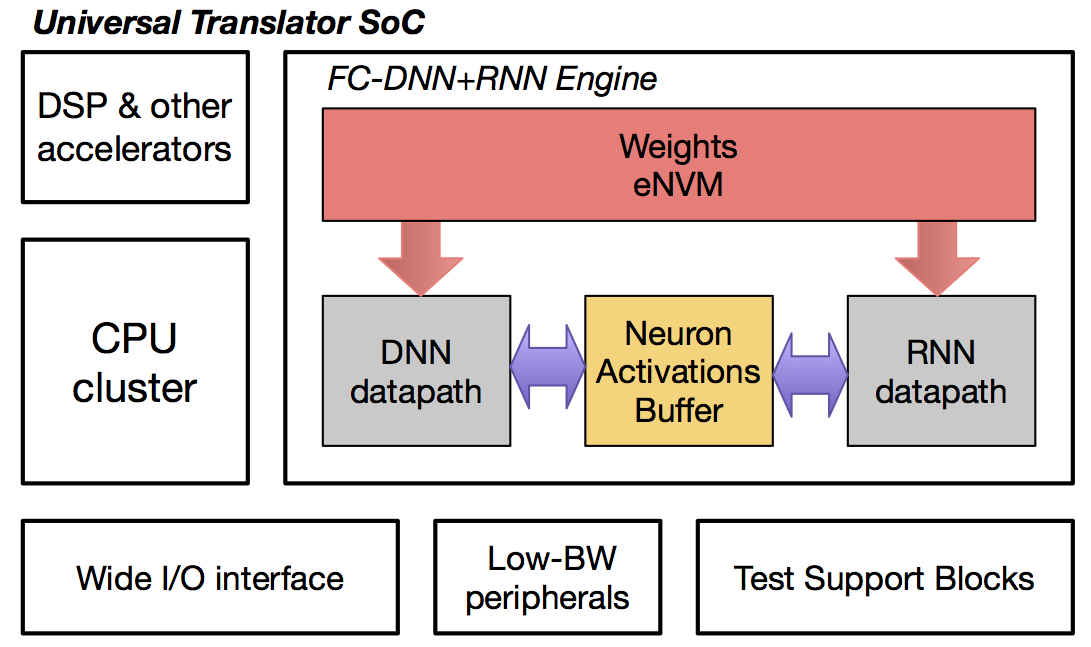 Universal Translator SoC
DSP & other
accelerators
CPU
cluster
FC-DNN+RNN Engine
Weights
eNVM
DNN
datapath
Neuron
Activations
Buffer
RNN
datapath
Wide I/O interface
Low-BW
peripherals
Test Support Blocks